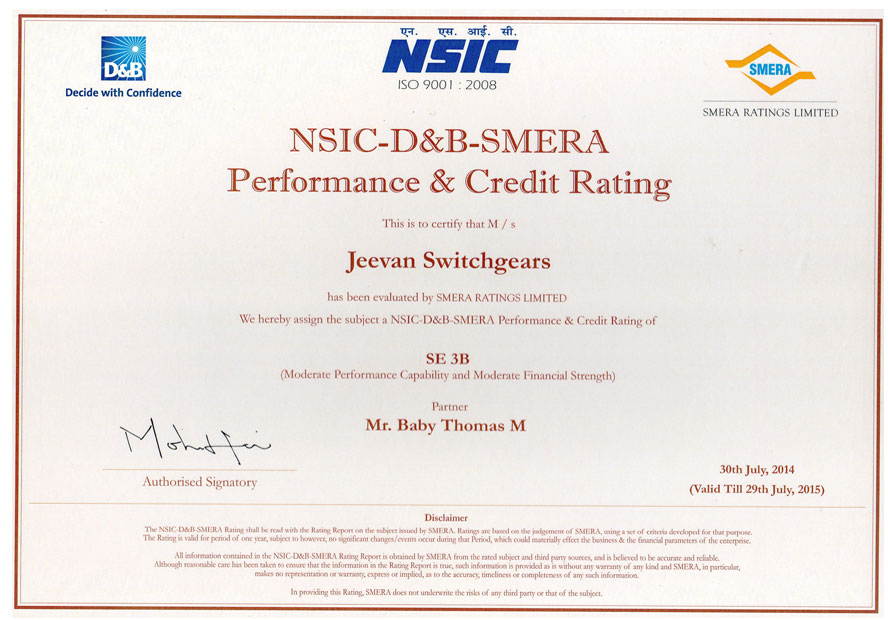 D&B
Decide with Confidence
एन. एस. आई. सी.
NSIC
ISO 9001 : 2008
SMERA
SMERA RATINGS LIMITED
NSIC-D&B-SMERA
Performance & Credit Rating
This is to certify that M / s
Jeevan Switchgears
has been evaluated by SMERA RATINGS LIMITED
We hereby assign the subject a NSIC-D&B-SMERA Performance & Credit Rating of
SE 3B
(Moderate Performance Capability and Moderate Financial Strength)
Partner
Mr. Baby Thomas M
Authorised Signatory
30th July, 2014
(Valid Till 29th July, 2015)
Disclaimer
The NSIC-D&B-SMERA Rating shall be read with the Rating Report on the subject issued by SMERA. Ratings are based on the judgement of SMERA, using a set of criteria developed for that purpose.
The Rating is valid for period of one year, subject to however, no significant changes/events occur during that Period, which could materially effect the business & the financial parameters of the enterprise.
All information contained in the NSIC-D&B-SMERA Rating Report is obtained by SMERA from the rated subject and third party sources, and is believed to be accurate and reliable.
Although reasonable care has been taken to ensure that the information in the Rating Report is true, such information is provided as is without any warranty of any kind and SMERA, in particular,
makes no representation or warranty, express or implied, as to the accuracy, timeliness or completeness of any such information.
In providing this Rating, SMERA does not underwrite the risks of any third party or that of the subject.